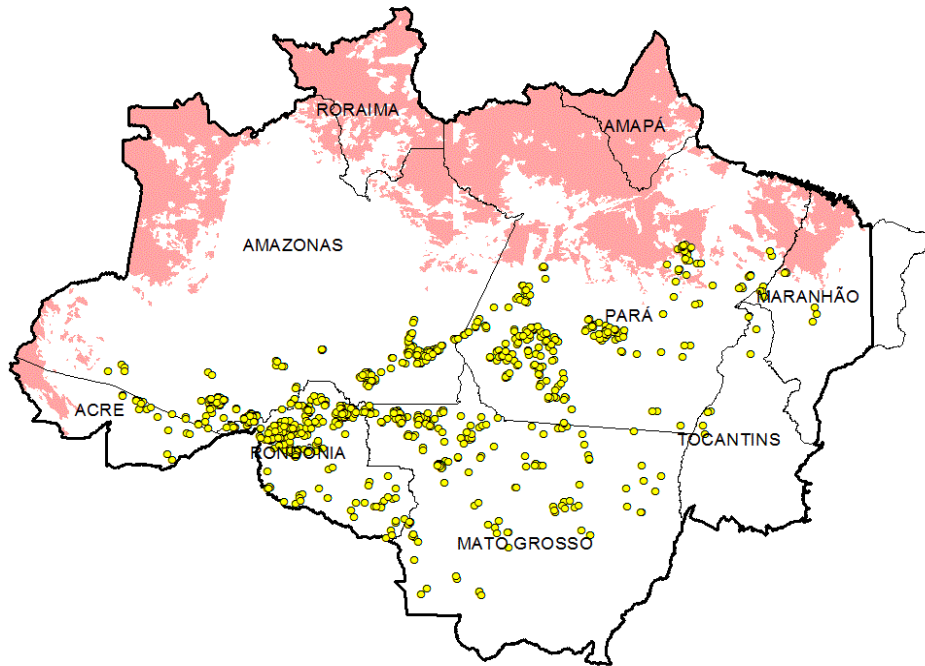 RORAIMA
AMAPÁ
AMAZONAS
MARANHÃO
PARÁ
ACRE
TOCANTINS
RONDONIA
MATO GROSSO